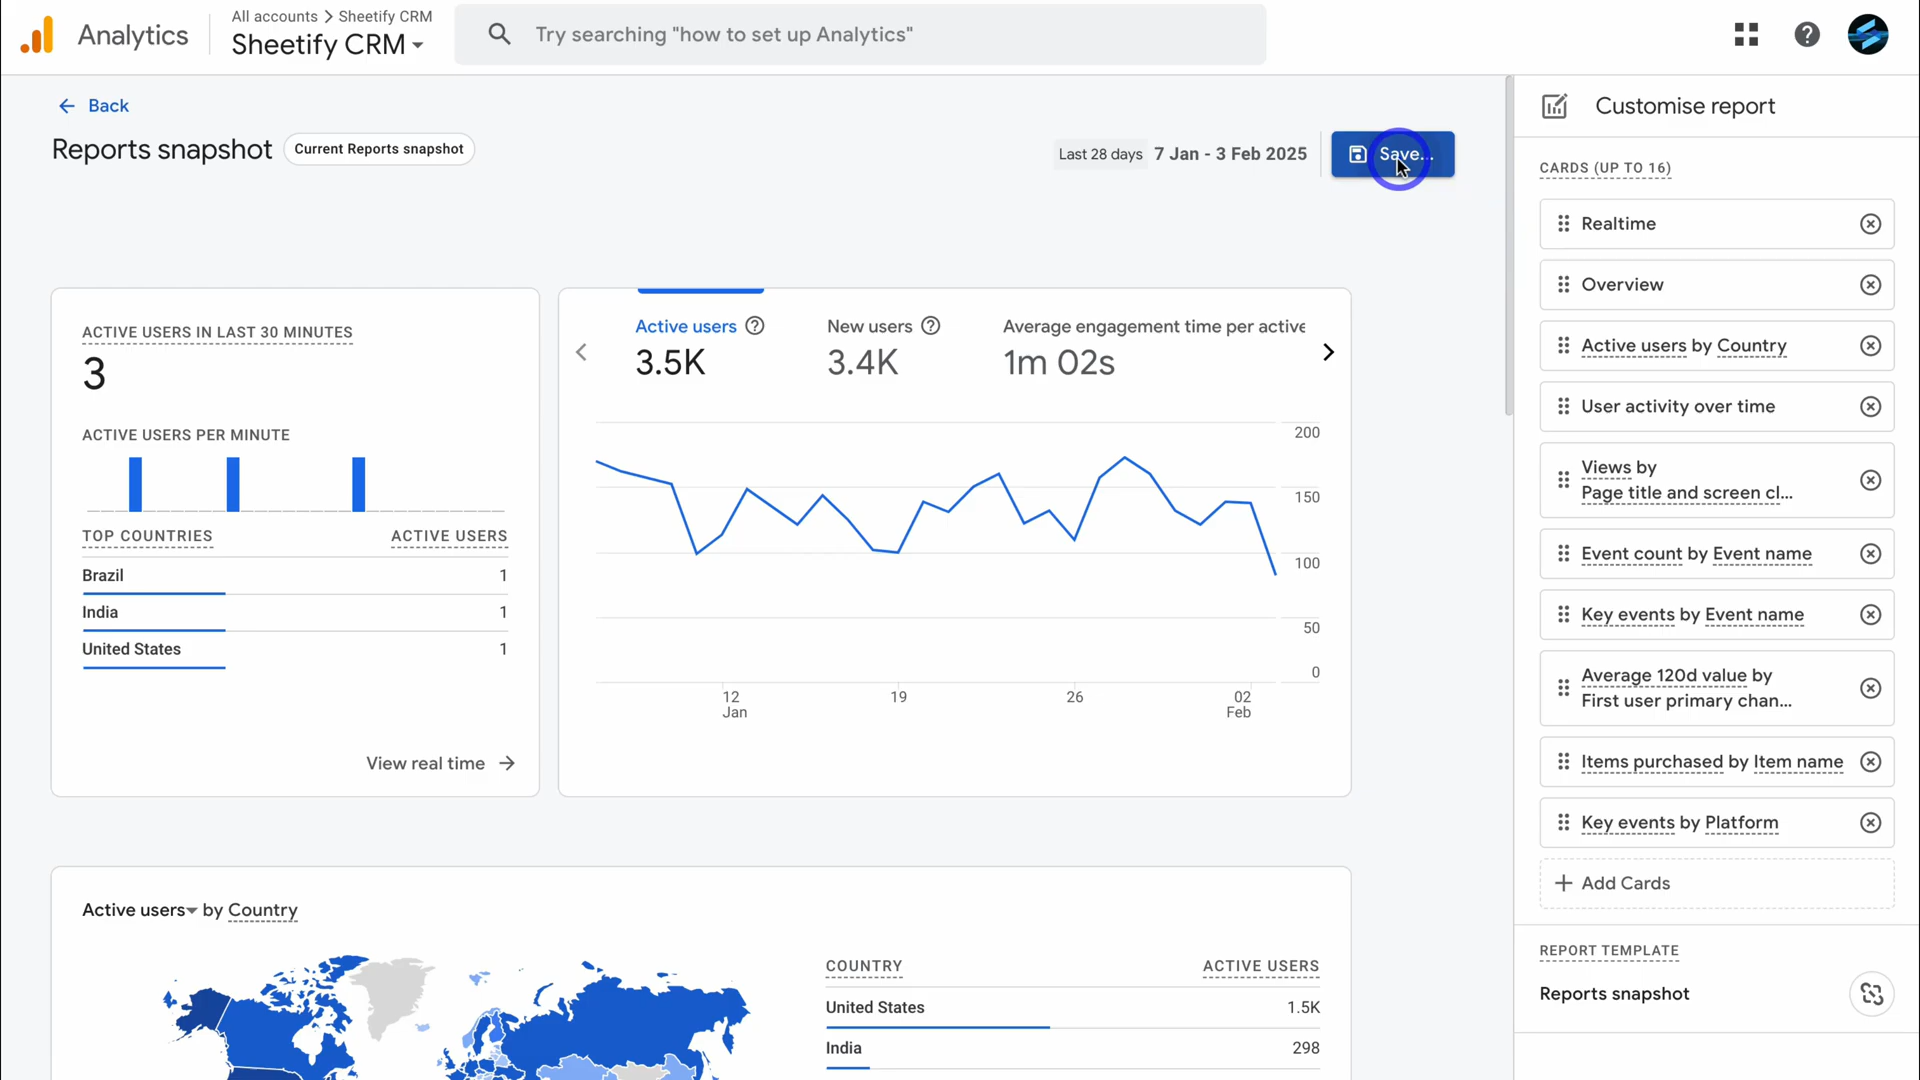 Analytics
All accounts > Sheetify CRM
Sheetify CRM
Try searching "how to set up Analytics"
Back
Reports snapshot
Current Reports snapshot
Last 28 days 7 Jan - 3 Feb 2025
Save...
ACTIVE USERS IN LAST 30 MINUTES
3
ACTIVE USERS PER MINUTE
TOP COUNTRIES ACTIVE USERS
Brazil 1
India 1
United States 1
View real time
Active users New users Average engagement time per active
3.5K 3.4K 1m 02s
200
150
100
50
0
12 19 26 02
Jan Feb
Active users by Country
COUNTRY ACTIVE USERS
United States 1.5K
India 298
Customise report
CARDS (UP TO 16)
Realtime
Overview
Active users by Country
User activity over time
Views by
Page title and screen cl...
Event count by Event name
Key events by Event name
Average 120d value by
First user primary chan...
Items purchased by Item name
Key events by Platform
Add Cards
REPORT TEMPLATE
Reports snapshot